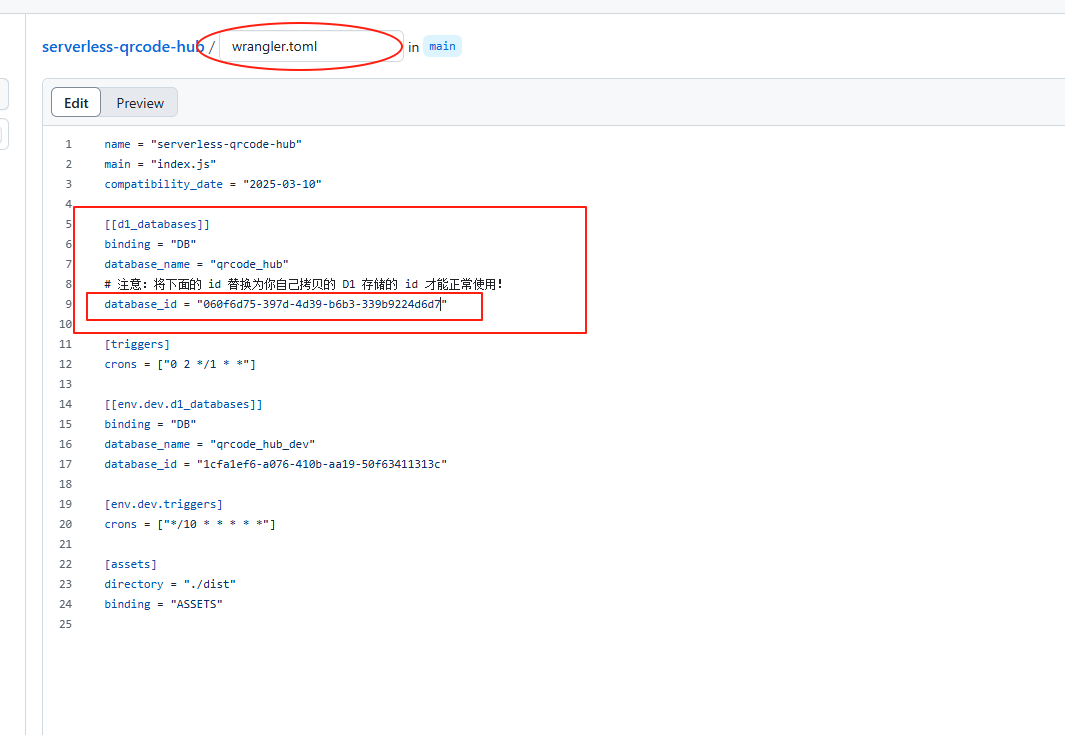 serverless-qrcode-hub / wrangler.toml in main
Edit Preview
1 name = "serverless-qrcode-hub"
2 main = "index.js"
3 compatibility_date = "2025-03-10"
4
5 [[d1_databases]]
6 binding = "DB"
7 database_name = "qrcode_hub"
8 # 注意：将下面的 id 替换为你自己拷贝的 D1 存储的 id 才能正常使用！
9 database_id = "060f6d75-397d-4d39-b6b3-339b9224d6d7"
10
11 [triggers]
12 crons = ["0 2 */1 * *"]
13
14 [[env.dev.d1_databases]]
15 binding = "DB"
16 database_name = "qrcode_hub_dev"
17 database_id = "1cfa1ef6-a076-410b-aa19-50f63411313c"
18
19 [env.dev.triggers]
20 crons = ["*/10 * * * * *"]
21
22 [assets]
23 directory = "./dist"
24 binding = "ASSETS"
25